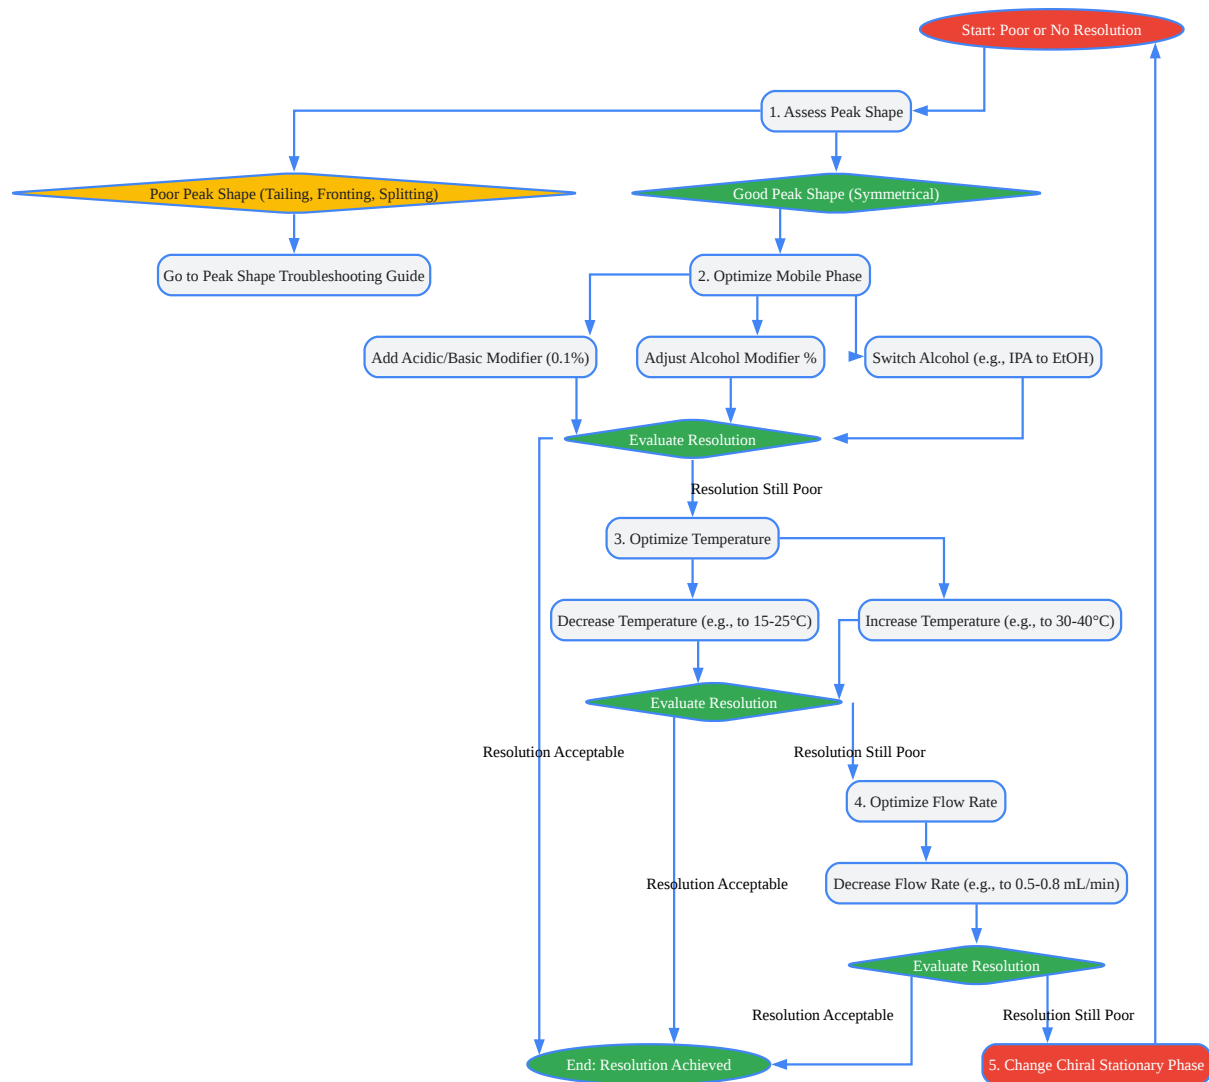 Start: Poor or No Resolution
1. Assess Peak Shape
Poor Peak Shape (Tailing, Fronting, Splitting)
Good Peak Shape (Symmetrical)
Go to Peak Shape Troubleshooting Guide
2. Optimize Mobile Phase
Add Acidic/Basic Modifier (0.1%)
Adjust Alcohol Modifier %
Switch Alcohol (e.g., IPA to EtOH)
Evaluate Resolution
Resolution Still Poor
3. Optimize Temperature
Decrease Temperature (e.g., to 15-25°C)
Increase Temperature (e.g., to 30-40°C)
Evaluate Resolution
Resolution Acceptable
Resolution Still Poor
4. Optimize Flow Rate
Resolution Acceptable
Decrease Flow Rate (e.g., to 0.5-0.8 mL/min)
Evaluate Resolution
Resolution Acceptable
Resolution Still Poor
End: Resolution Achieved
5. Change Chiral Stationary Phase